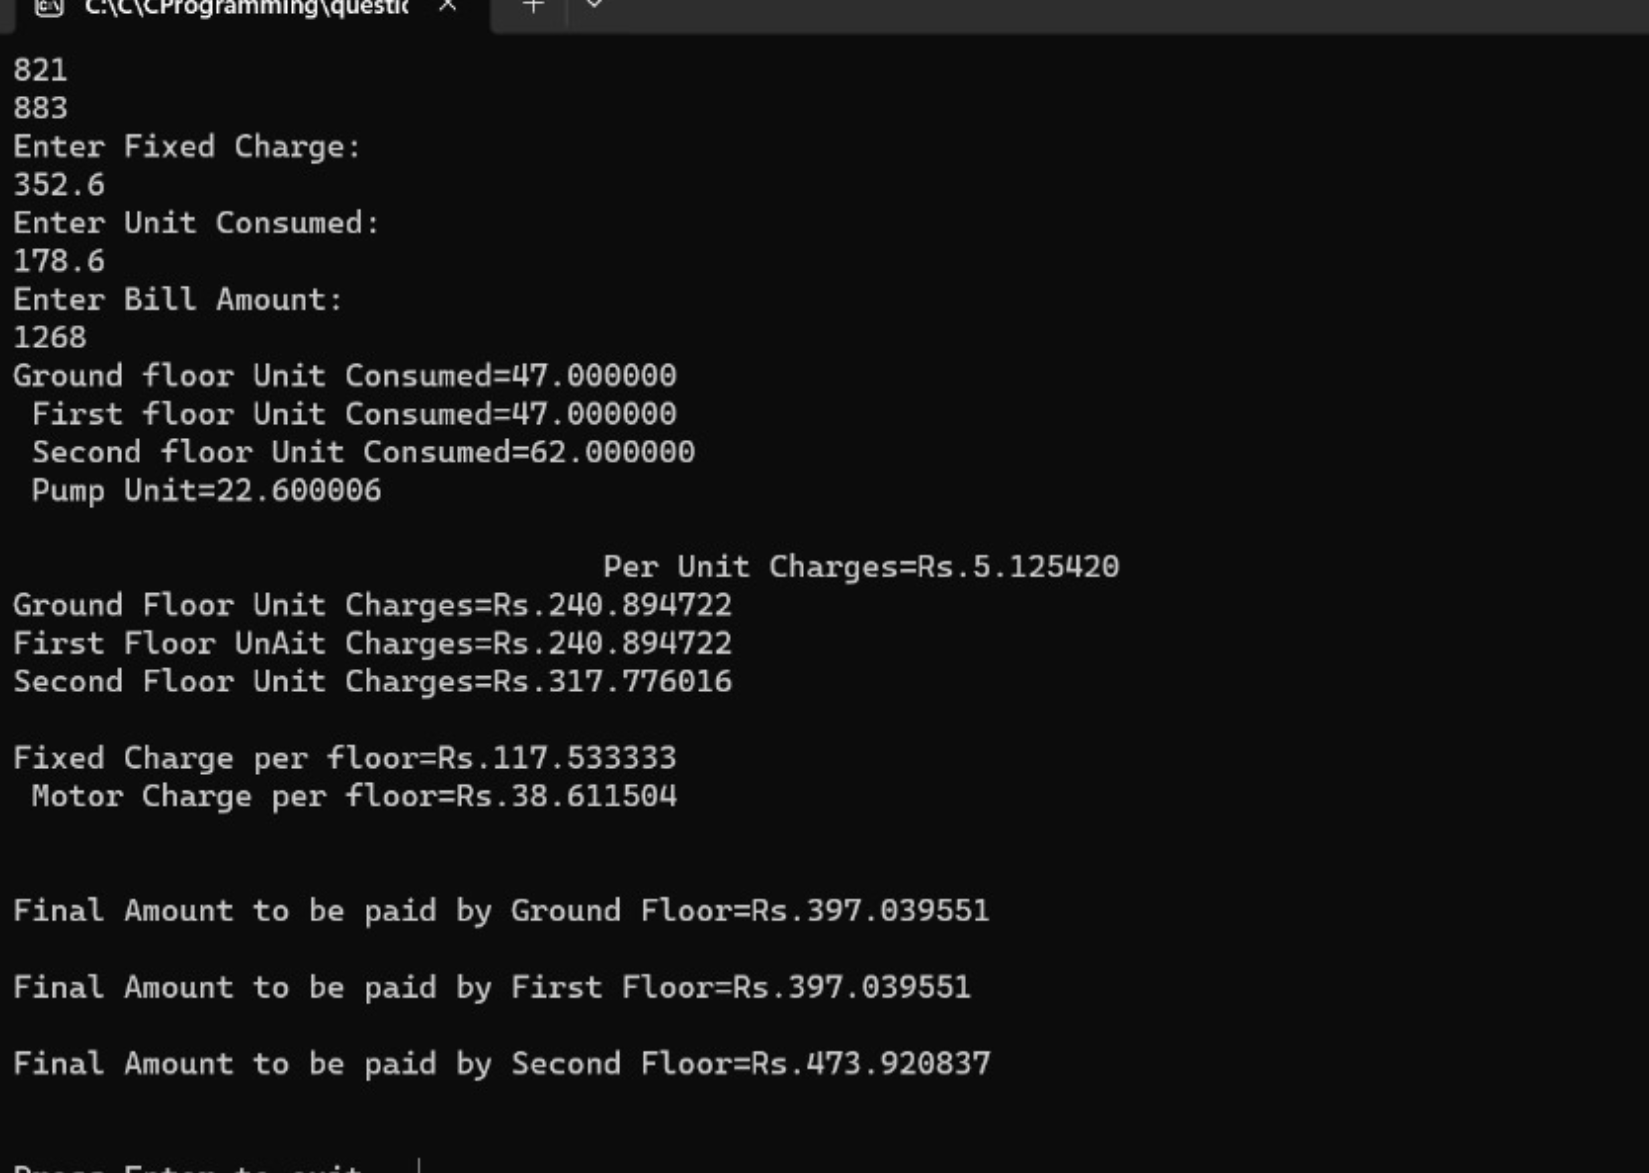 C:\C\CProgramming\questic
821
883
Enter Fixed Charge:
352.6
Enter Unit Consumed:
178.6
Enter Bill Amount:
1268
Ground floor Unit Consumed=47.000000
First floor Unit Consumed=47.000000
Second floor Unit Consumed=62.000000
Pump Unit=22.600006
Per Unit Charges=Rs.5.125420
Ground Floor Unit Charges=Rs.240.894722
First Floor UnAit Charges=Rs.240.894722
Second Floor Unit Charges=Rs.317.776016
Fixed Charge per floor=Rs.117.533333
Motor Charge per floor=Rs.38.611504
Final Amount to be paid by Ground Floor=Rs.397.039551
Final Amount to be paid by First Floor=Rs.397.039551
Final Amount to be paid by Second Floor=Rs.473.920837
Press Enter to exit